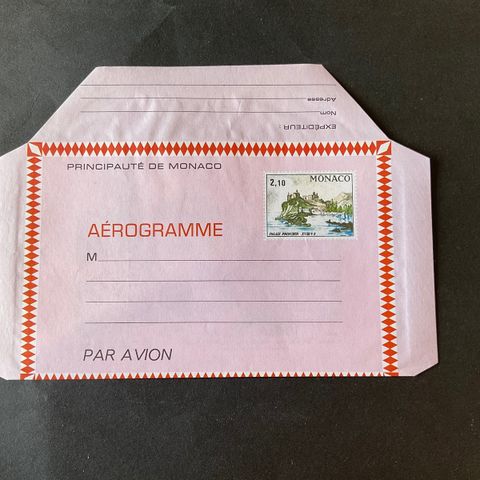 EXPÉDITEUR :
Nom
Adresse
PRINCIPAUTÉ DE MONACO
2,10 MONACO
AÉROGRAMME
M
PAR AVION